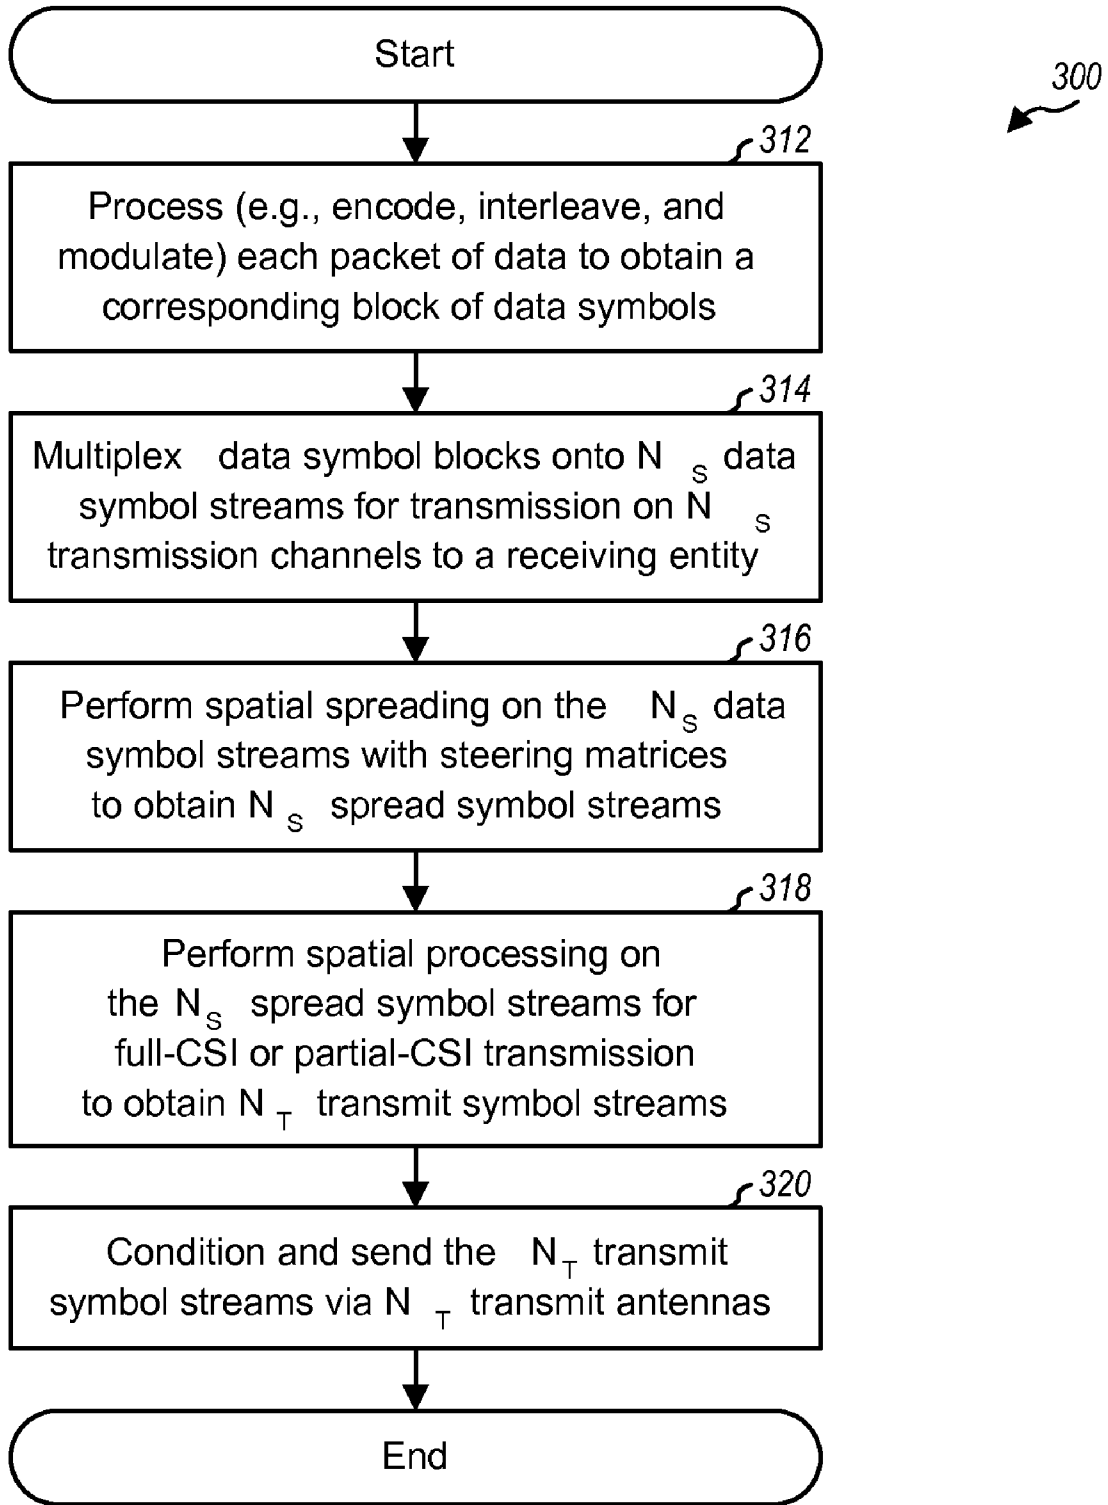 Start
300
312
Process (e.g., encode, interleave, and
modulate) each packet of data to obtain a
corresponding block of data symbols
314
Multiplex data symbol blocks onto N S data
symbol streams for transmission on N S
transmission channels to a receiving entity
316
Perform spatial spreading on the N S data
symbol streams with steering matrices
to obtain N S spread symbol streams
318
Perform spatial processing on
the N S spread symbol streams for
full-CSI or partial-CSI transmission
to obtain N T transmit symbol streams
320
Condition and send the N T transmit
symbol streams via N T transmit antennas
End